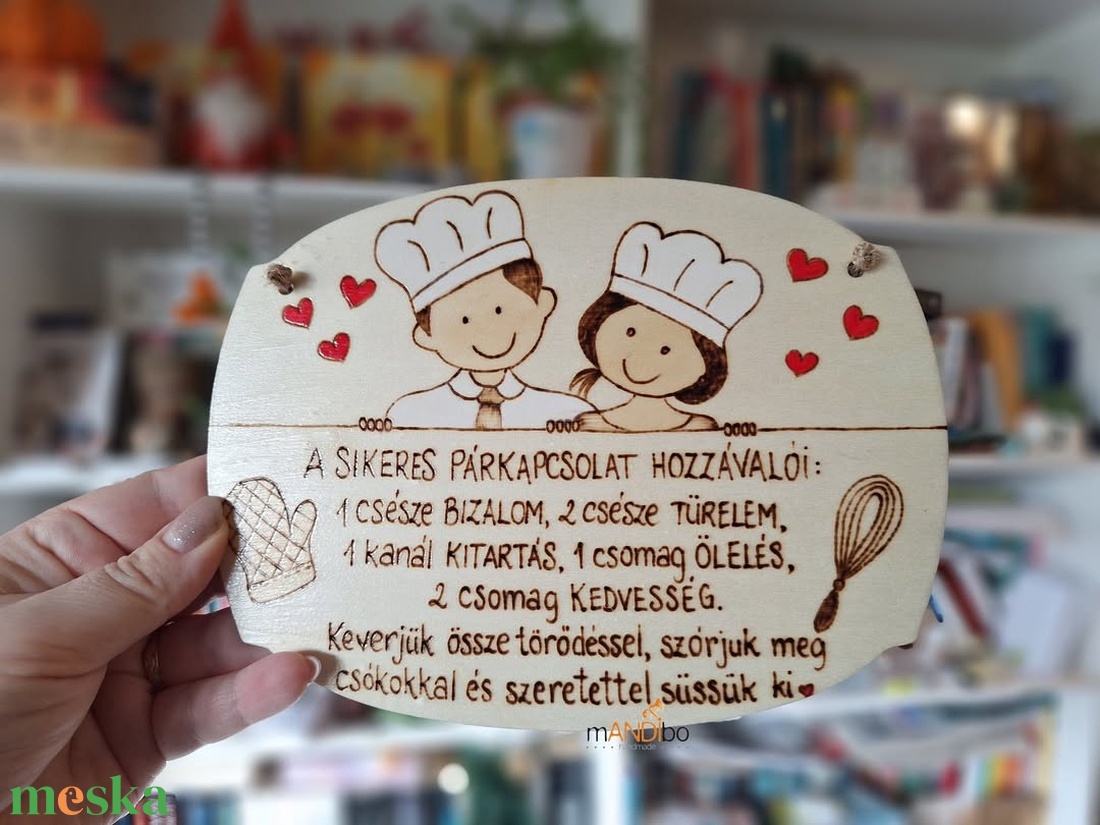 A SIKERES PÁRKAPCSOLAT HOZZÁVALÓI:
1 csésze BIZALOM, 2 csésze TÜRELEM,
1 kanál KITARTÁS, 1 csomag ÖLELÉS,
2 csomag KEDVESSÉG.
Keverjük össze törődéssel, szórjuk meg
csókokkal és szeretettel süssük ki
mANDibo
handmade
meska